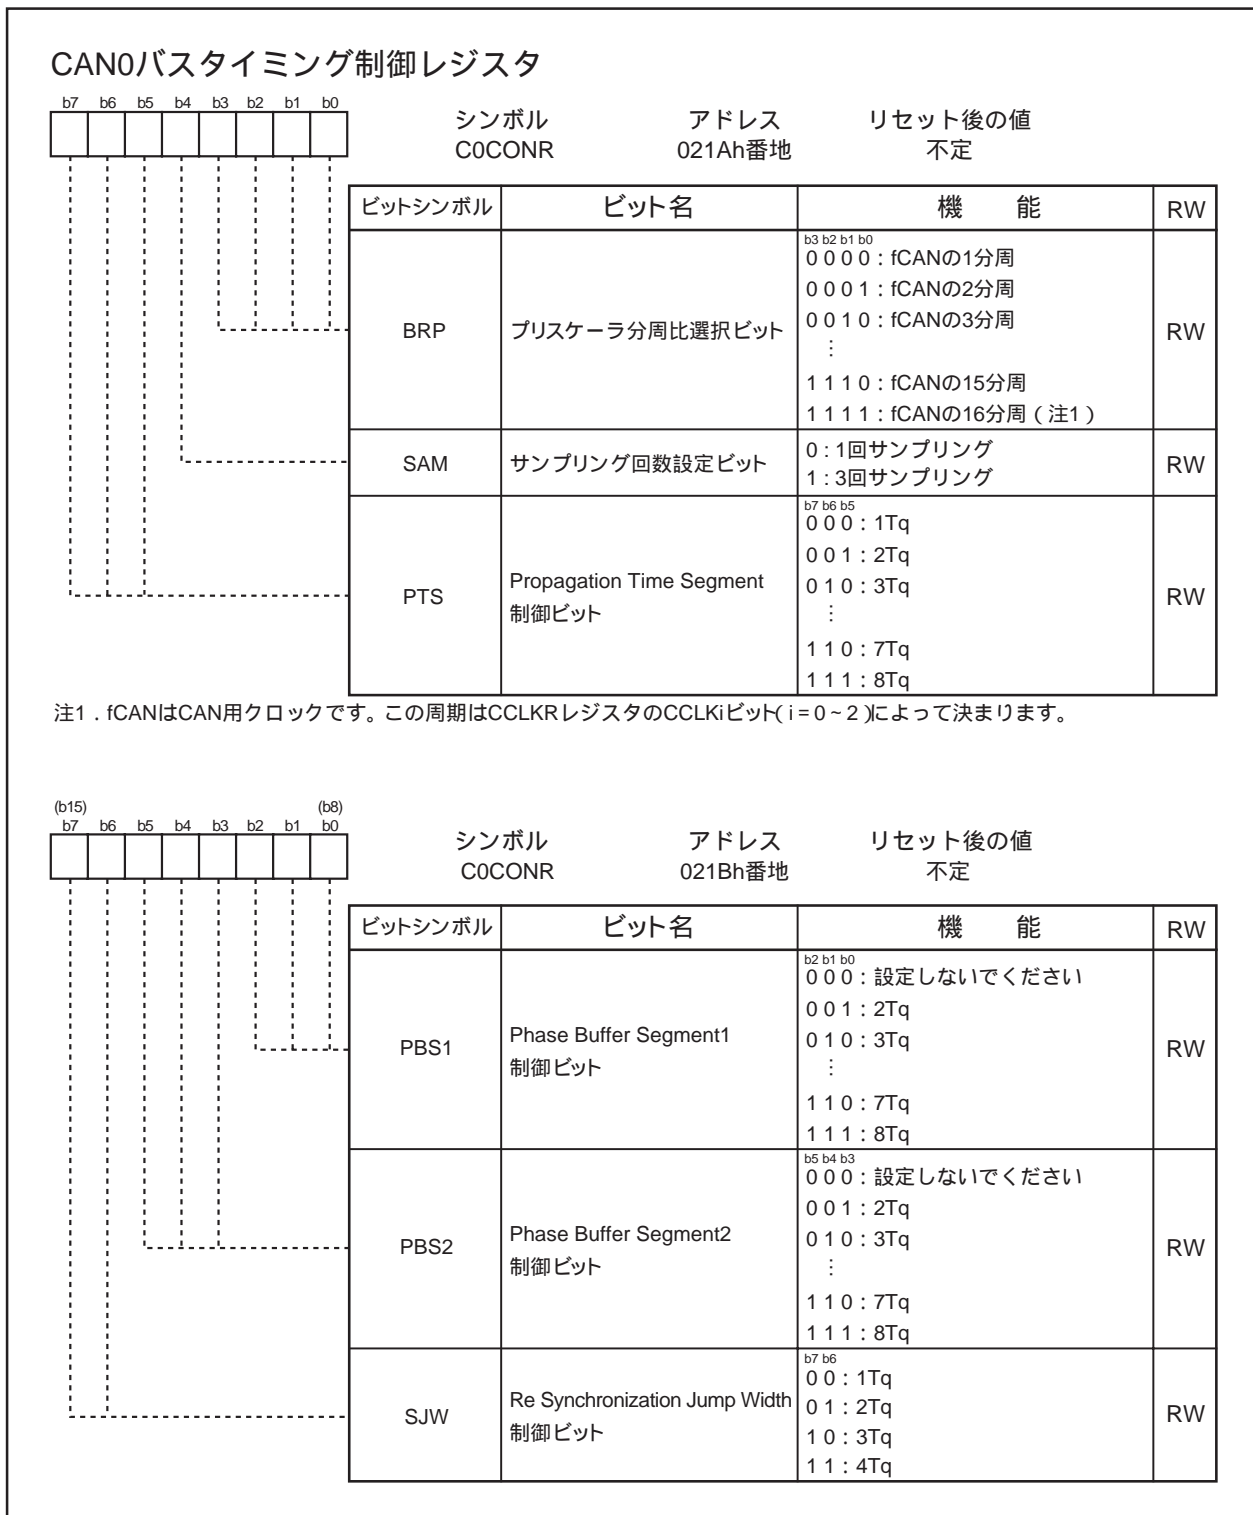 CAN0バスタイミング制御レジスタ
b7 b6 b5 b4 b3 b2 b1 b0
シンボル アドレス リセット後の値
C0CONR 021Ah番地 不定
ビットシンボル ビット名 機 能 RW
b3 b2 b1 b0
0 0 0 0 : fCANの1分周
0 0 0 1 : fCANの2分周
0 0 1 0 : fCANの3分周
⋮
1 1 1 0 : fCANの15分周
1 1 1 1 : fCANの16分周(注1)
BRP プリスケーラ分周比選択ビット RW
0 : 1回サンプリング
1 : 3回サンプリング
SAM サンプリング回数設定ビット RW
b7 b6 b5
0 0 0 : 1Tq
0 0 1 : 2Tq
0 1 0 : 3Tq
⋮
1 1 0 : 7Tq
1 1 1 : 8Tq
PTS Propagation Time Segment
制御ビット RW
注1.fCANはCAN用クロックです。この周期はCCLKRレジスタのCCLKiビット(i=0~2)によって決まります。
(b15) (b8)
b7 b6 b5 b4 b3 b2 b1 b0
シンボル アドレス リセット後の値
C0CONR 021Bh番地 不定
ビットシンボル ビット名 機 能 RW
b2 b1 b0
0 0 0 : 設定しないでください
0 0 1 : 2Tq
0 1 0 : 3Tq
⋮
1 1 0 : 7Tq
1 1 1 : 8Tq
PBS1 Phase Buffer Segment1
制御ビット RW
b5 b4 b3
0 0 0 : 設定しないでください
0 0 1 : 2Tq
0 1 0 : 3Tq
⋮
1 1 0 : 7Tq
1 1 1 : 8Tq
PBS2 Phase Buffer Segment2
制御ビット RW
b7 b6
0 0 : 1Tq
0 1 : 2Tq
1 0 : 3Tq
1 1 : 4Tq
SJW Re Synchronization Jump Width
制御ビット RW